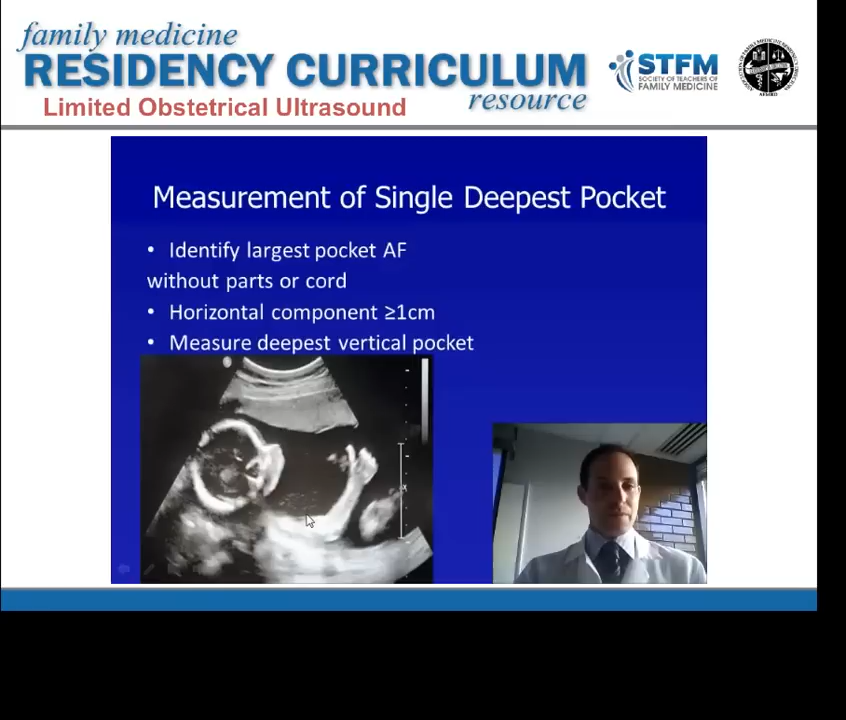 family medicine
RESIDENCY CURRICULUM
resource
Limited Obstetrical Ultrasound
STFM
SOCIETY OF TEACHERS OF
FAMILY MEDICINE
Measurement of Single Deepest Pocket
• Identify largest pocket AF
without parts or cord
• Horizontal component ≥1cm
• Measure deepest vertical pocket